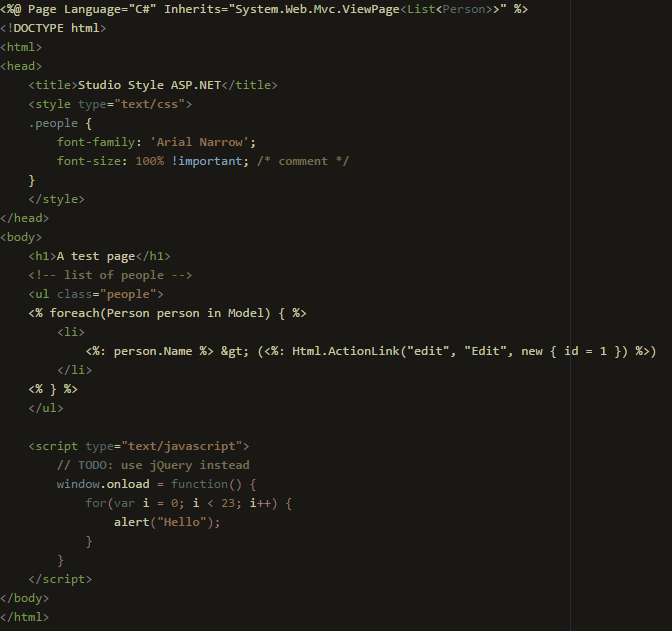 <%@ Page Language="C#" Inherits="System.Web.Mvc.ViewPage<List<Person>>" %>
<!DOCTYPE html>
<html>
<head>
    <title>Studio Style ASP.NET</title>
    <style type="text/css">
    .people {
        font-family: 'Arial Narrow';
        font-size: 100% !important; /* comment */
    }
    </style>
</head>
<body>
    <h1>A test page</h1>
    <!-- list of people -->
    <ul class="people">
    <% foreach(Person person in Model) { %>
        <li>
            <%: person.Name %> &gt; (<%: Html.ActionLink("edit", "Edit", new { id = 1 }) %>)
        </li>
    <% } %>
    </ul>

    <script type="text/javascript">
        // TODO: use jQuery instead
        window.onload = function() {
            for(var i = 0; i < 23; i++) {
                alert("Hello");
            }
        }
    </script>
</body>
</html>